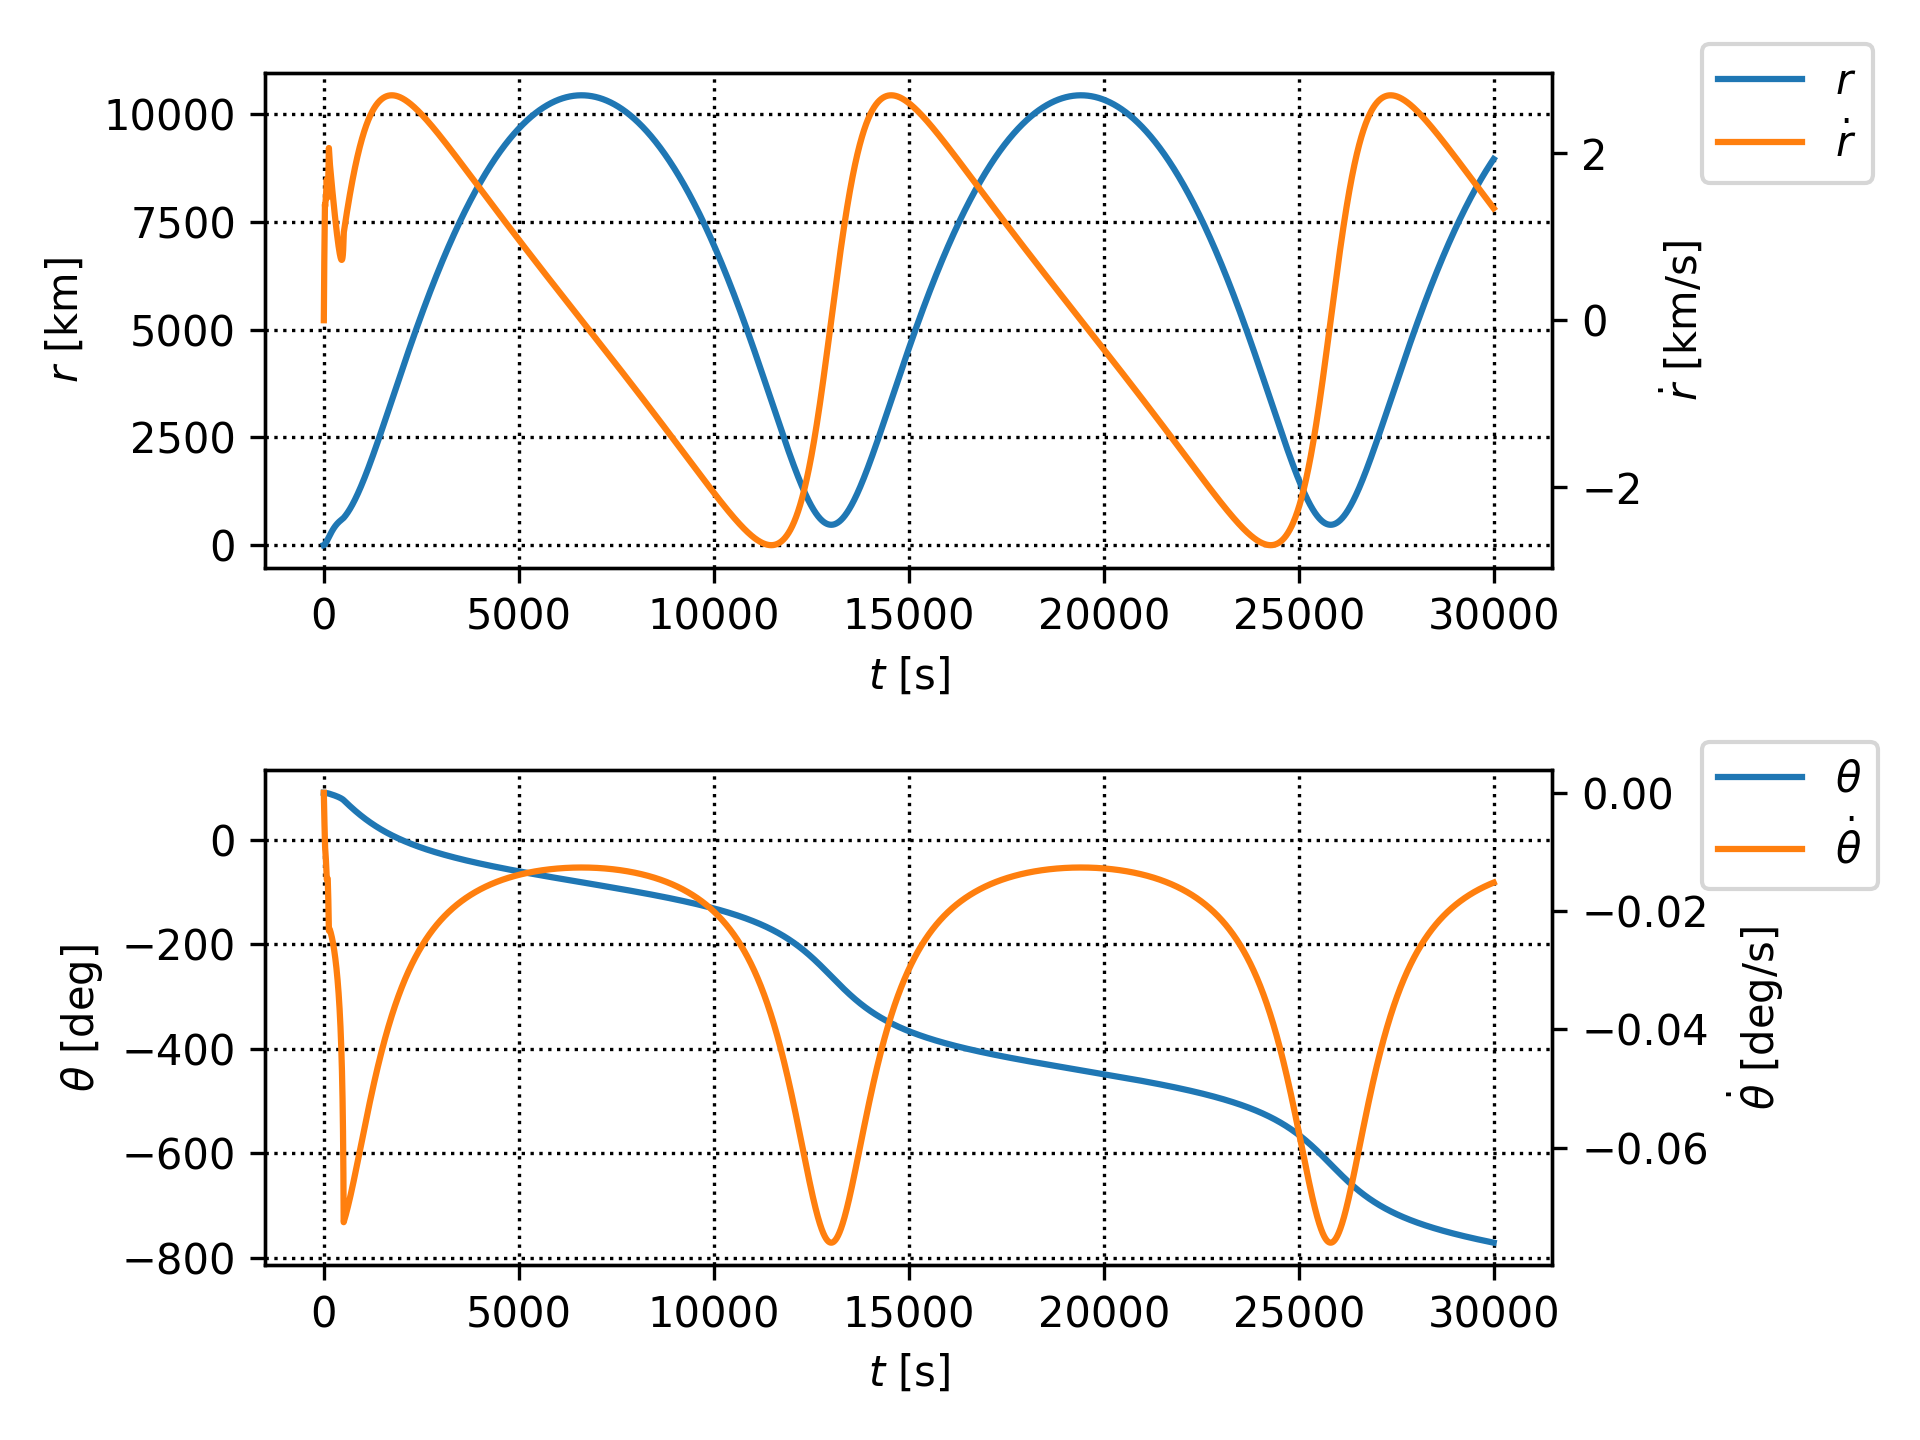 r
ṙ
10000
7500
5000
2500
0
r [km]
2
0
−2
ṙ [km/s]
0 5000 10000 15000 20000 25000 30000
t [s]
θ
θ̇
0
−200
−400
−600
−800
θ [deg]
0.00
−0.02
−0.04
−0.06
θ̇ [deg/s]
0 5000 10000 15000 20000 25000 30000
t [s]